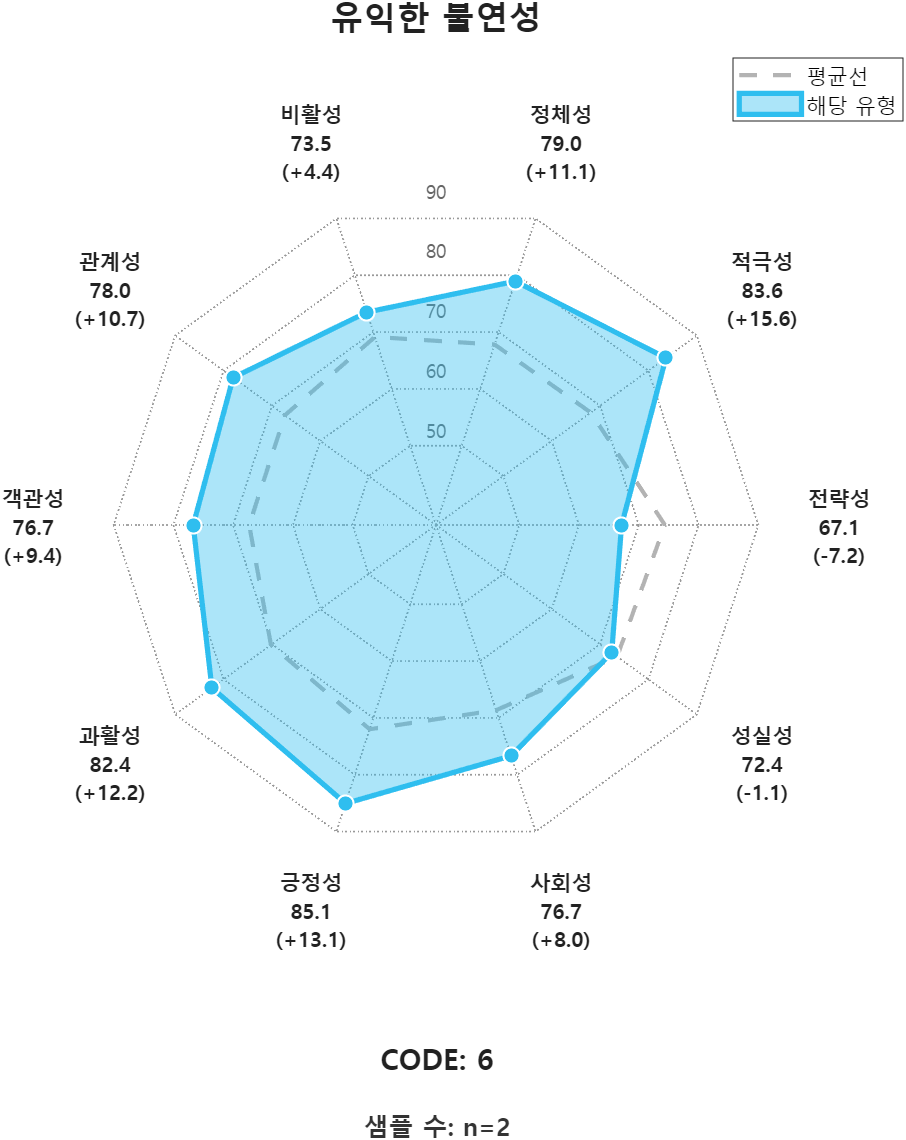 유익한 불연성
평균선
해당 유형
비활성
73.5
(+4.4)
정체성
79.0
(+11.1)
90
80
70
60
50
관계성
78.0
(+10.7)
적극성
83.6
(+15.6)
객관성
76.7
(+9.4)
전략성
67.1
(-7.2)
과활성
82.4
(+12.2)
성실성
72.4
(-1.1)
긍정성
85.1
(+13.1)
사회성
76.7
(+8.0)
CODE: 6
샘플 수: n=2